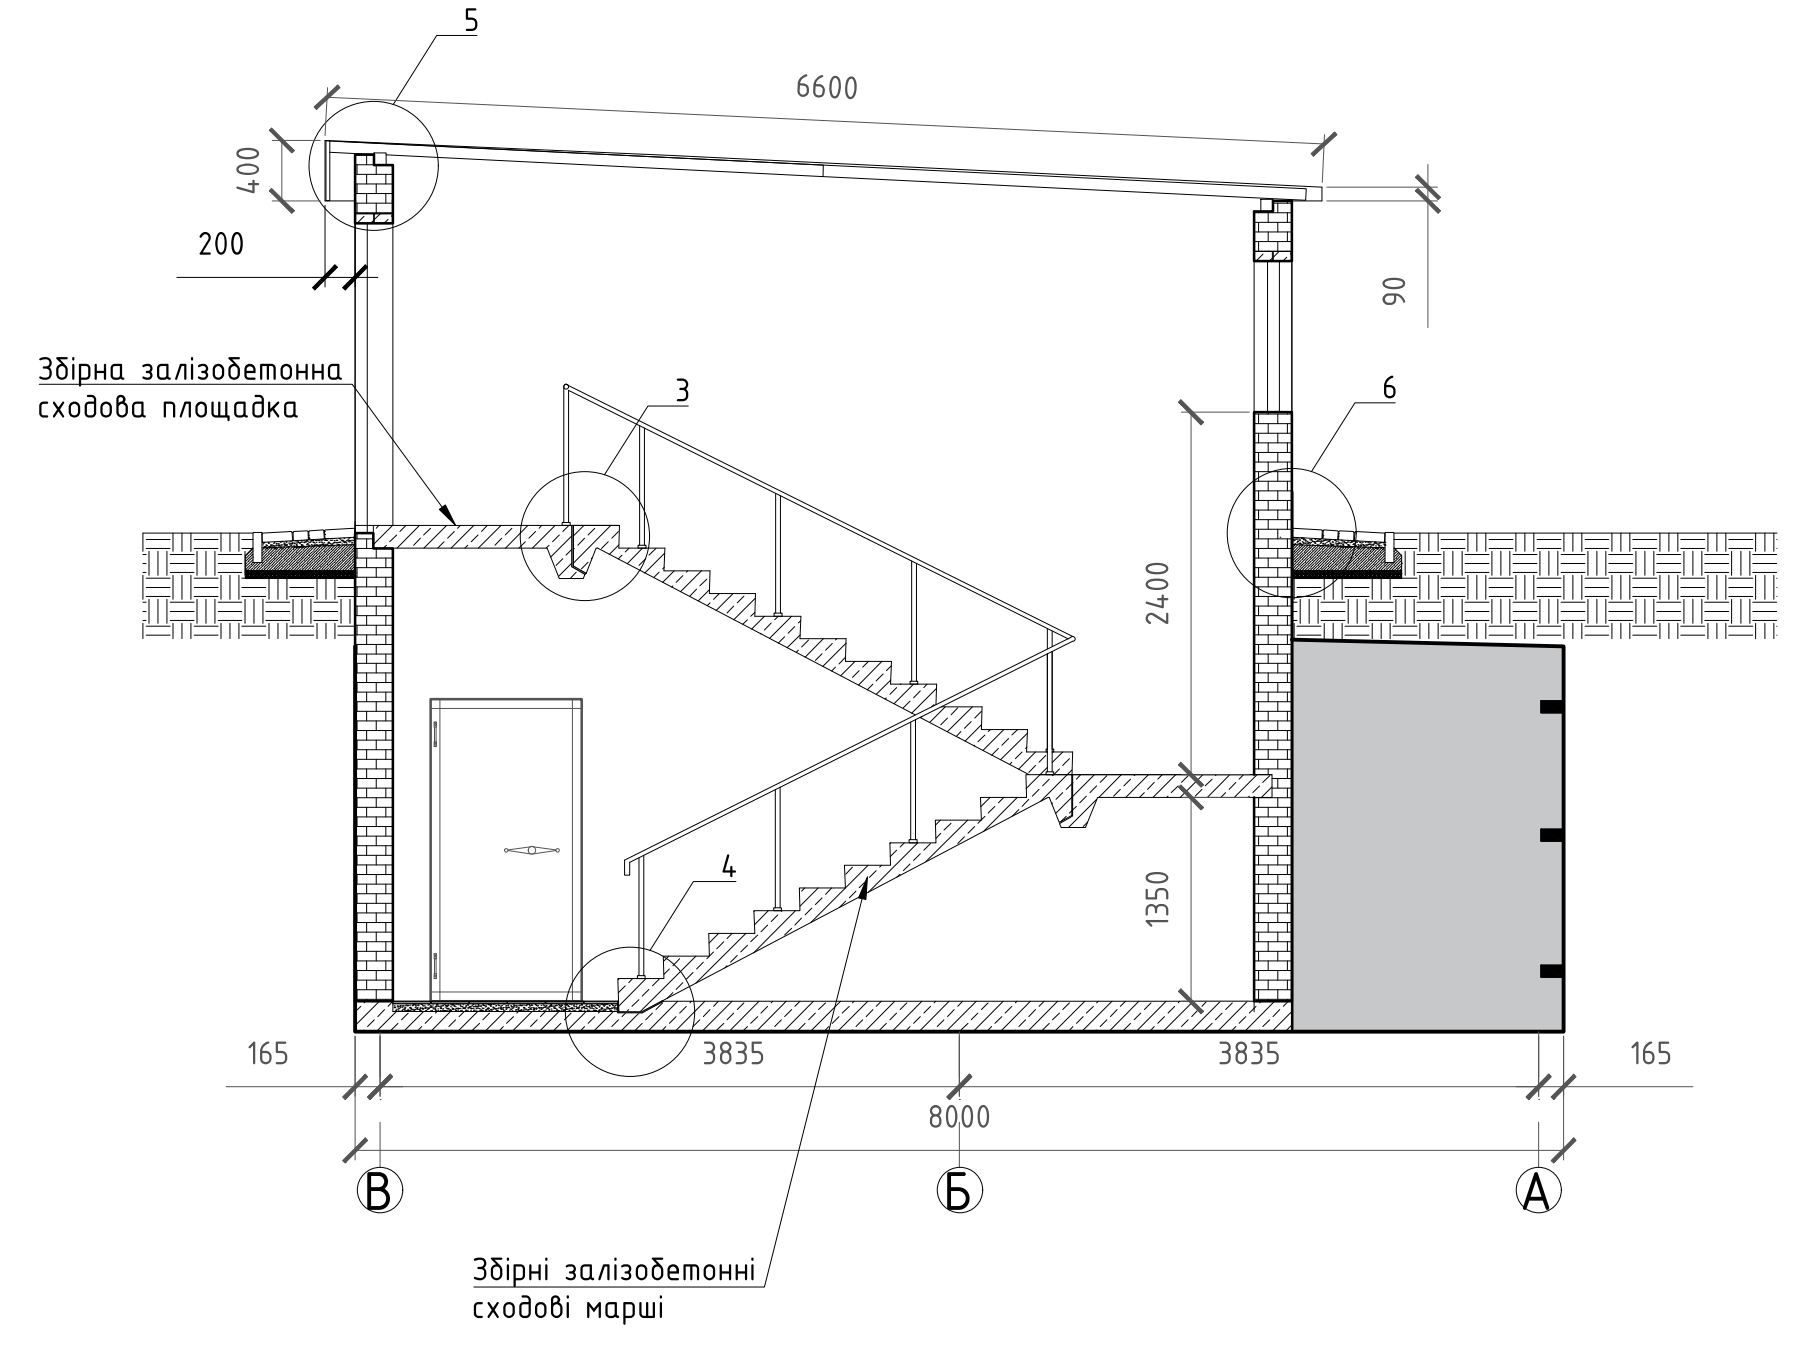 5
6600
400
200
90
Збірна залізобетонна
сходова площадка
3
6
2400
4
1350
165
3835
3835
165
8000
В
Б
А
Збірні залізобетонні
сходові марші